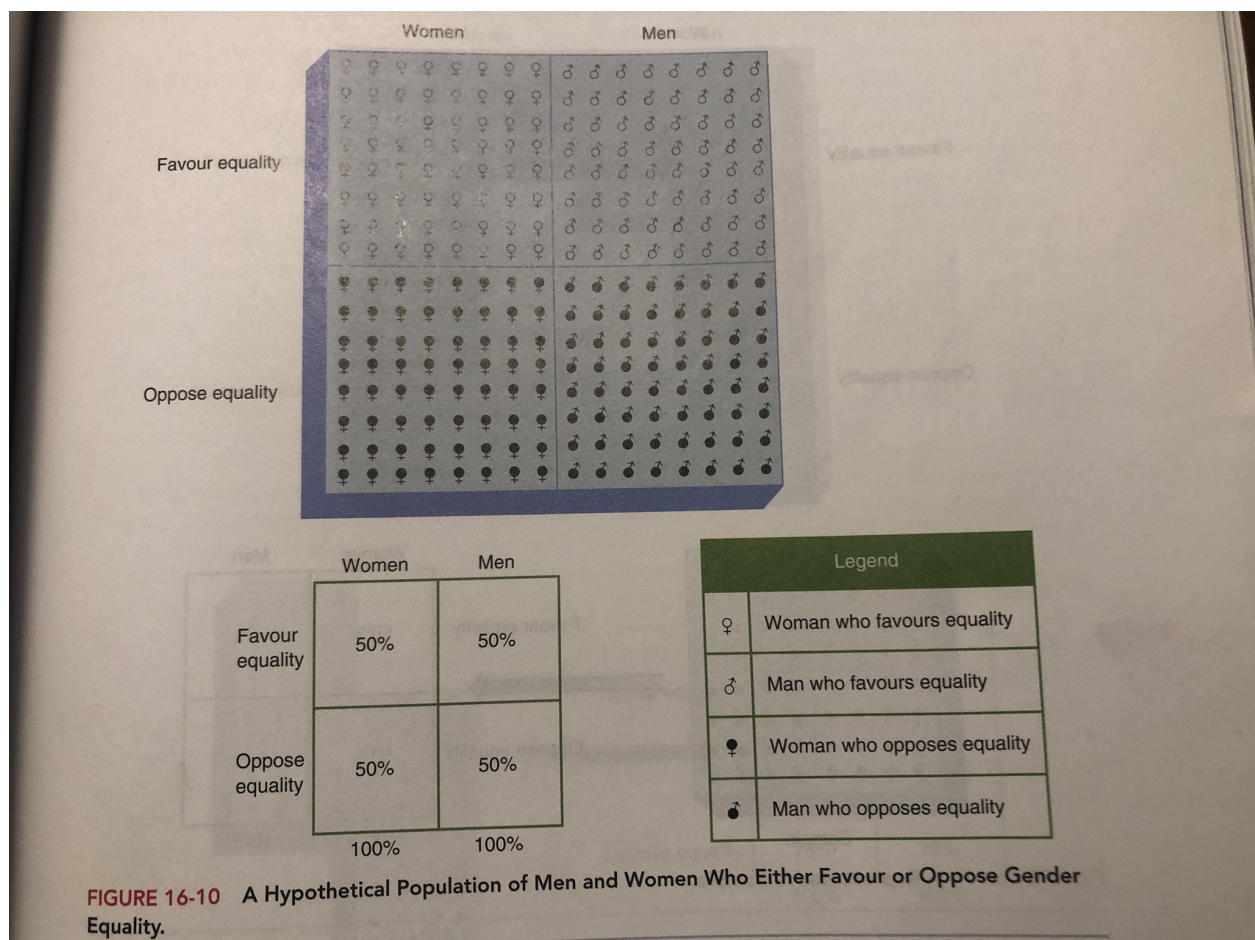 Women Men
Favour equality
Oppose equality
Women Men
Favour
equality
50% 50%
Oppose
equality
50% 50%
100% 100%
Legend
♀ Woman who favours equality
♂ Man who favours equality
Woman who opposes equality
Man who opposes equality
FIGURE 16-10 A Hypothetical Population of Men and Women Who Either Favour or Oppose Gender
Equality.